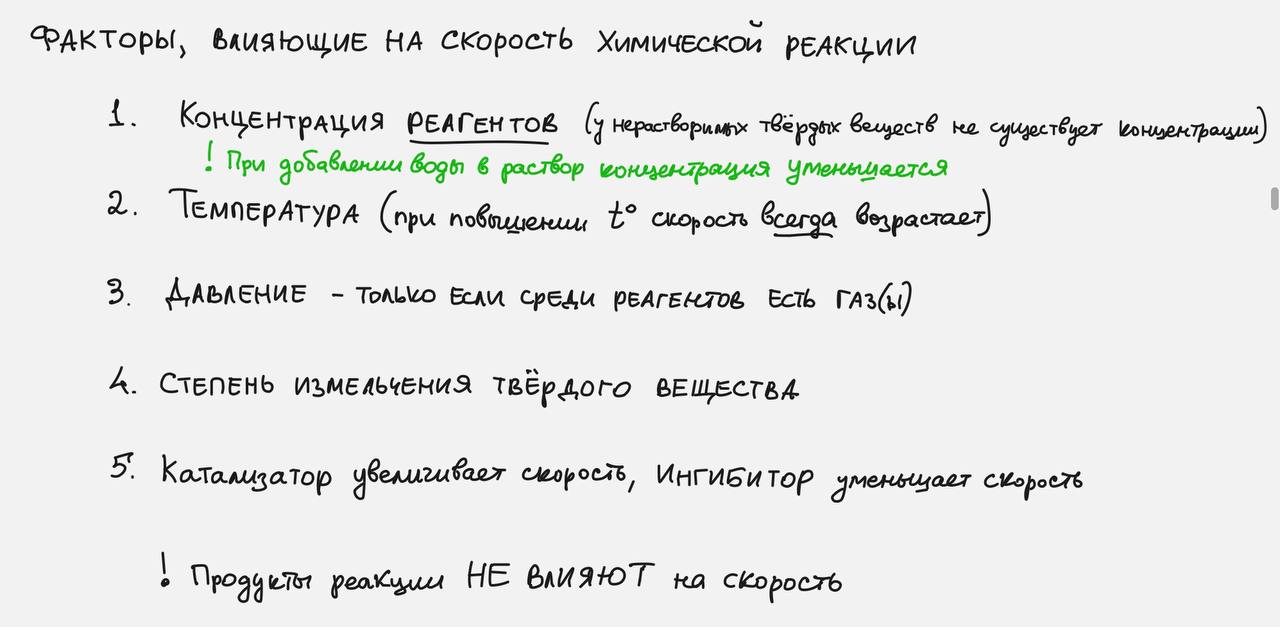 ФАКТОРЫ, ВЛИЯЮЩИЕ НА СКОРОСТЬ ХИМИЧЕСКОЙ РЕАКЦИИ
1. КОНЦЕНТРАЦИЯ РЕАГЕНТОВ (у нерастворимых твёрдых веществ не существует концентрации)
! При добавлении воды в раствор концентрация уменьшается
2. ТЕМПЕРАТУРА (при повышении t° скорость всегда возрастает)
3. ДАВЛЕНИЕ – ТОЛЬКО ЕСЛИ СРЕДИ РЕАГЕНТОВ ЕСТЬ ГАЗ(Ы)
4. СТЕПЕНЬ ИЗМЕЛЬЧЕНИЯ ТВЁРДОГО ВЕЩЕСТВА
5. Катализатор увеличивает скорость, ИНГИБИТОР уменьшает скорость
! Продукты реакции НЕ ВЛИЯЮТ на скорость